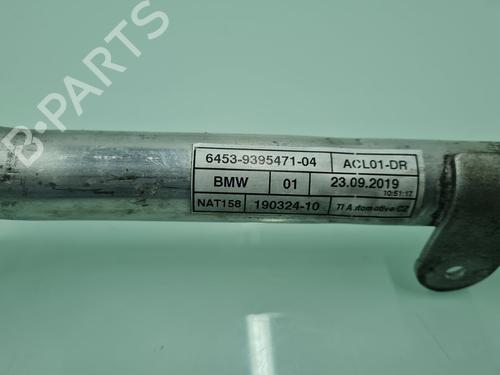 6453-9395471-04 ACL01-DR
BMW 01 23.09.2019
10:51:17
NAT158 190324-10 TI Automotive CZ
B-PARTS